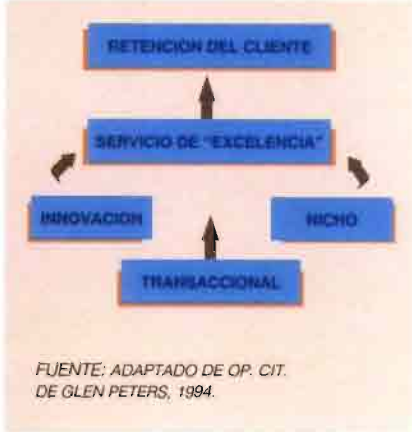 RETENCION DEL CLIENTE
SERVICIO DE "EXCELENCIA"
INNOVACION
NICHO
TRANSACCIONAL
FUENTE: ADAPTADO DE OP. CIT.
DE GLEN PETERS, 1994.